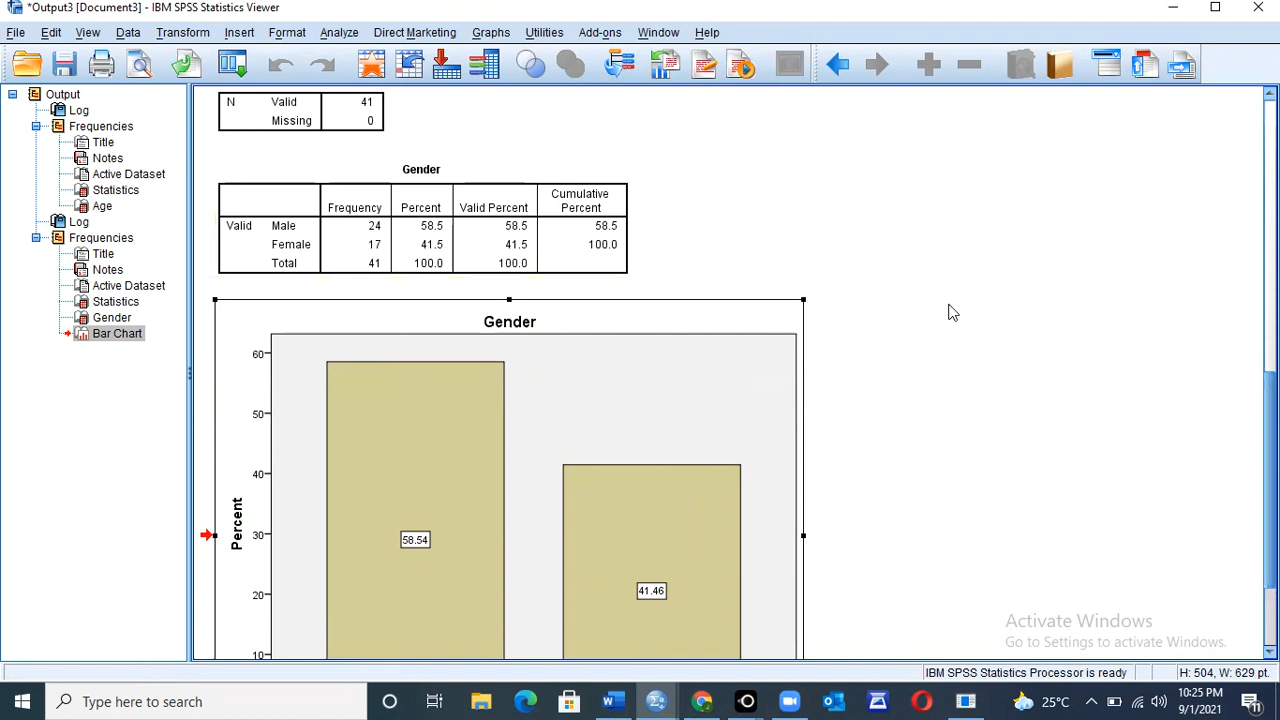 *Output3 [Document3] - IBM SPSS Statistics Viewer
File Edit View Data Transform Insert Format Analyze Direct Marketing Graphs Utilities Add-ons Window Help
Output
Log
Frequencies
Title
Notes
Active Dataset
Statistics
Age
Log
Frequencies
Title
Notes
Active Dataset
Statistics
Gender
Bar Chart
N Valid 41
Missing 0
Gender
Frequency Percent Valid Percent Cumulative Percent
Valid Male 24 58.5 58.5 58.5
Female 17 41.5 41.5 100.0
Total 41 100.0 100.0
Gender
60
50
40
30
20
10
Percent
58.54
41.46
Activate Windows
Go to Settings to activate Windows.
IBM SPSS Statistics Processor is ready H: 504, W: 629 pt.
Type here to search
25°C
10:25 PM
9/1/2021
11